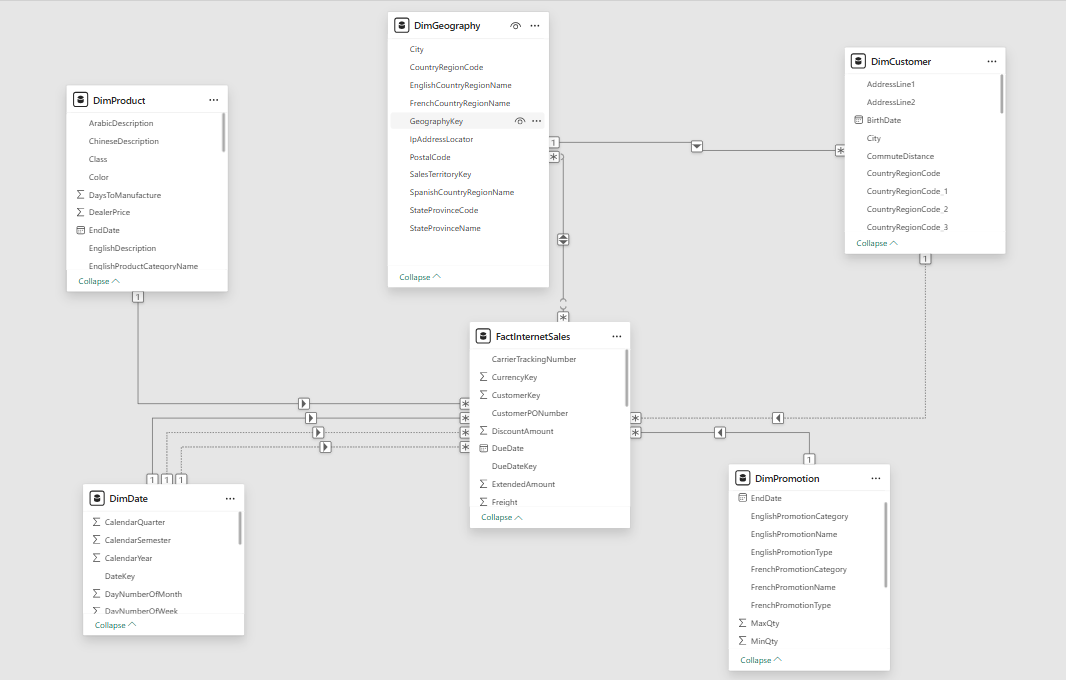 DimGeography
City
CountryRegionCode
EnglishCountryRegionName
FrenchCountryRegionName
GeographyKey
IpAddressLocator
PostalCode
SalesTerritoryKey
SpanishCountryRegionName
StateProvinceCode
StateProvinceName
Collapse
DimCustomer
AddressLine1
AddressLine2
BirthDate
City
CommuteDistance
CountryRegionCode
CountryRegionCode_1
CountryRegionCode_2
CountryRegionCode_3
Collapse
DimProduct
ArabicDescription
ChineseDescription
Class
Color
DaysToManufacture
DealerPrice
EndDate
EnglishDescription
EnglishProductCategoryName
Collapse
1
*
*
1
1
*
FactInternetSales
CarrierTrackingNumber
CurrencyKey
CustomerKey
CustomerPONumber
DiscountAmount
DueDate
DueDateKey
ExtendedAmount
Freight
Collapse
*
*
*
*
*
*
1
1 1 1
DimDate
CalendarQuarter
CalendarSemester
CalendarYear
DateKey
DayNumberOfMonth
DayNumberOfWeek
Collapse
DimPromotion
EndDate
EnglishPromotionCategory
EnglishPromotionName
EnglishPromotionType
FrenchPromotionCategory
FrenchPromotionName
FrenchPromotionType
MaxQty
MinQty
Collapse